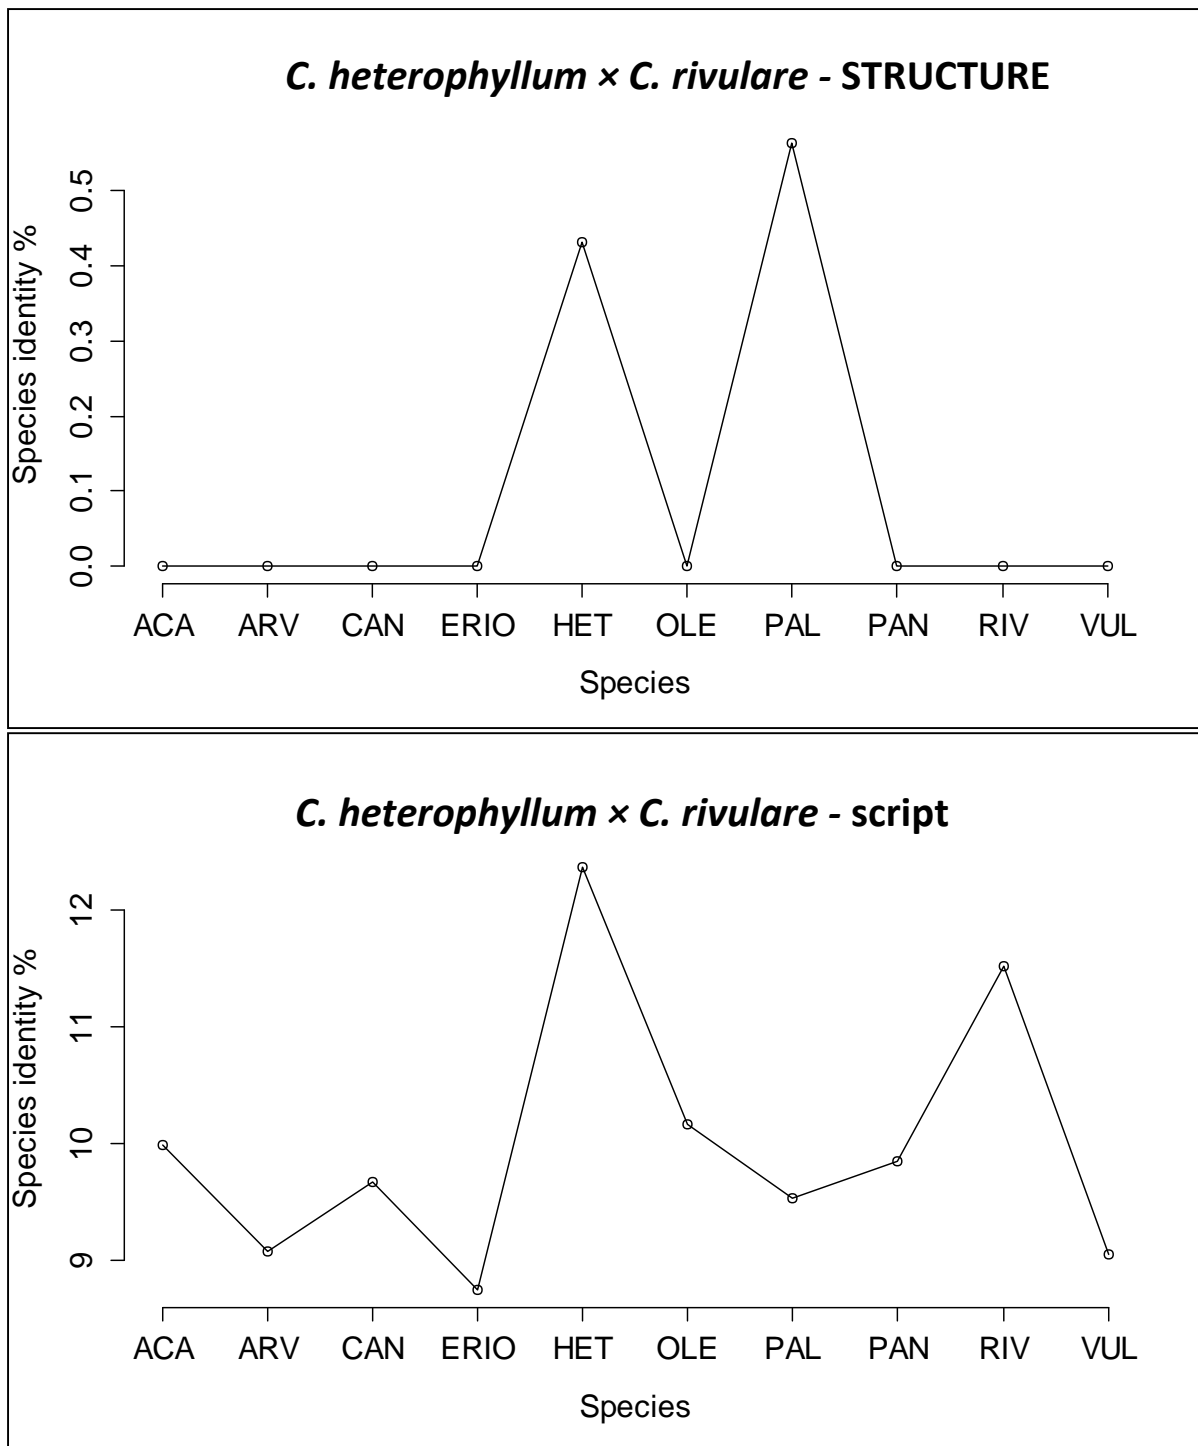 C. heterophyllum × C. rivulare - STRUCTURE
Species identity %
0.5
0.4
0.3
0.2
0.1
0.0
ACA ARV CAN ERIO HET OLE PAL PAN RIV VUL
Species
C. heterophyllum × C. rivulare - script
Species identity %
12
11
10
9
ACA ARV CAN ERIO HET OLE PAL PAN RIV VUL
Species